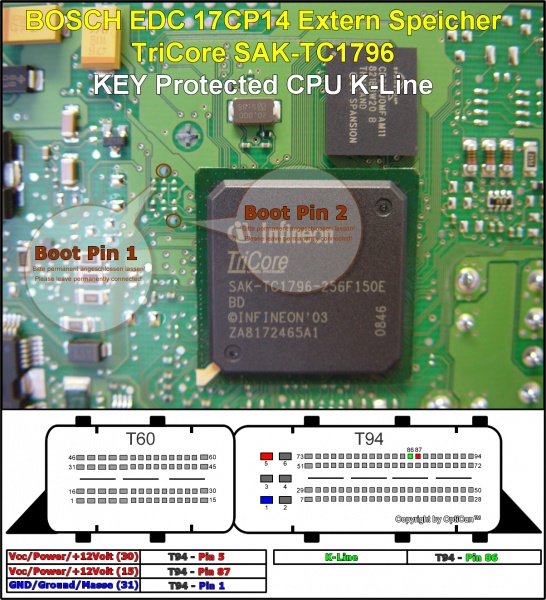 BOSCH EDC 17CP14 Extern Speicher
TriCore SAK-TC1796
KEY Protected CPU K-Line
SPANSION
Boot Pin 1
Bitte permanent angeschlossen lassen!
Please leave permanently connected!
Boot Pin 2
Bitte permanent angeschlossen lassen!
Please leave permanently connected!
Infineon
TriCore
SAK-TC1796-256F150E
BD
©INFINEON'03
ZA8172465A1
0846
T60
46 60
31 45
16 30
1 15
T94
86 87
5 6
3 4
1 2
73 94
51 72
29 50
7 28
Copyright by OptiCan™
Vcc/Power/+12Volt (30) T94 - Pin 5
Vcc/Power/+12Volt (15) T94 - Pin 87
GND/Ground/Masse (31) T94 - Pin 1
K-Line T94 - Pin 86